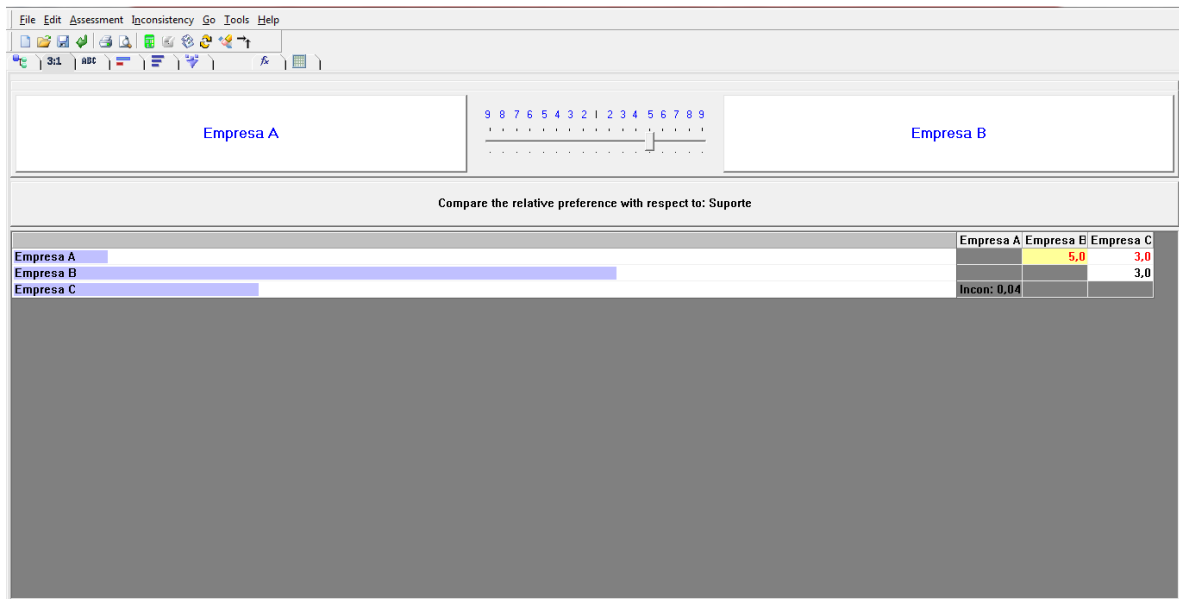 File Edit Assessment Inconsistency Go Tools Help
3:1 ABC fx
Empresa A
9 8 7 6 5 4 3 2 1 2 3 4 5 6 7 8 9
Empresa B
Compare the relative preference with respect to: Suporte
Empresa A Empresa B Empresa C
Empresa A 5,0 3,0
Empresa B 3,0
Empresa C Incon: 0,04